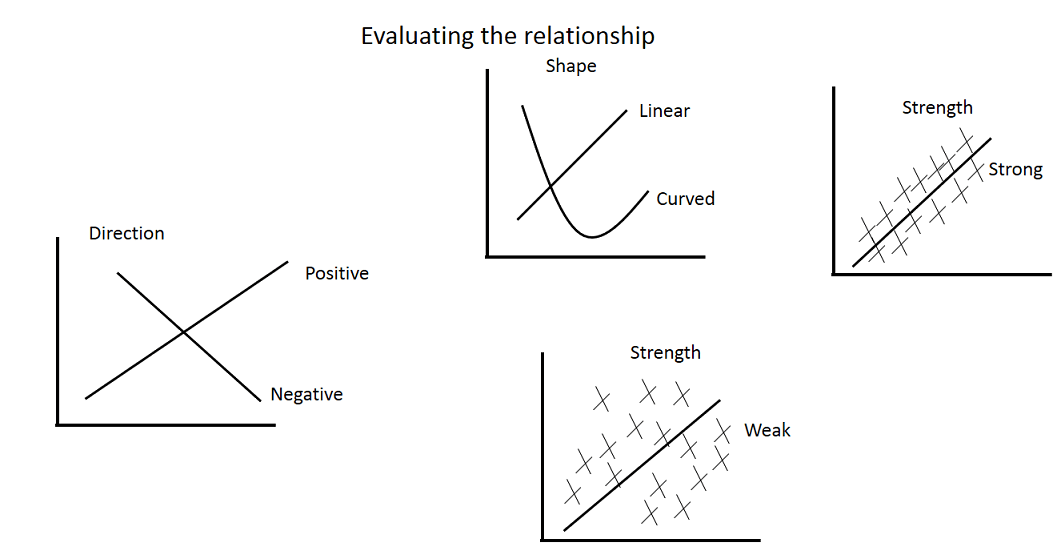 Evaluating the relationship
Shape
Linear
Curved
Strength
Strong
Direction
Positive
Negative
Strength
Weak